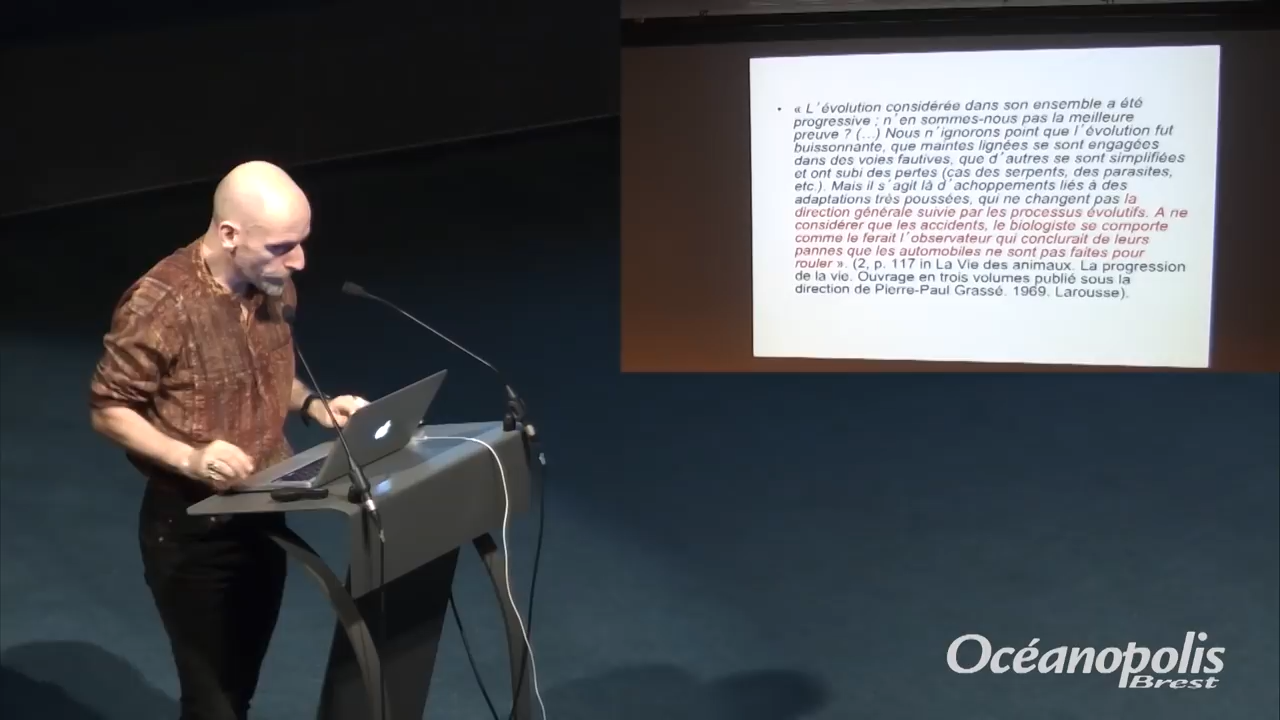 • « L´évolution considérée dans son ensemble a été
progressive ; n´en sommes-nous pas la meilleure
preuve ? (...) Nous n´ignorons point que l´évolution fut
buissonnante, que maintes lignées se sont engagées
dans des voies fautives, que d´autres se sont simplifiées
et ont subi des pertes (cas des serpents, des parasites,
etc.). Mais il s´agit là d´achoppements liés à des
adaptations très poussées, qui ne changent pas la
direction générale suivie par les processus évolutifs. A ne
considérer que les accidents, le biologiste se comporte
comme le ferait l´observateur qui conclurait de leurs
pannes que les automobiles ne sont pas faites pour
rouler ». (2, p. 117 in La Vie des animaux. La progression
de la vie. Ouvrage en trois volumes publié sous la
direction de Pierre-Paul Grassé. 1969. Larousse).
Océanopolis
Brest